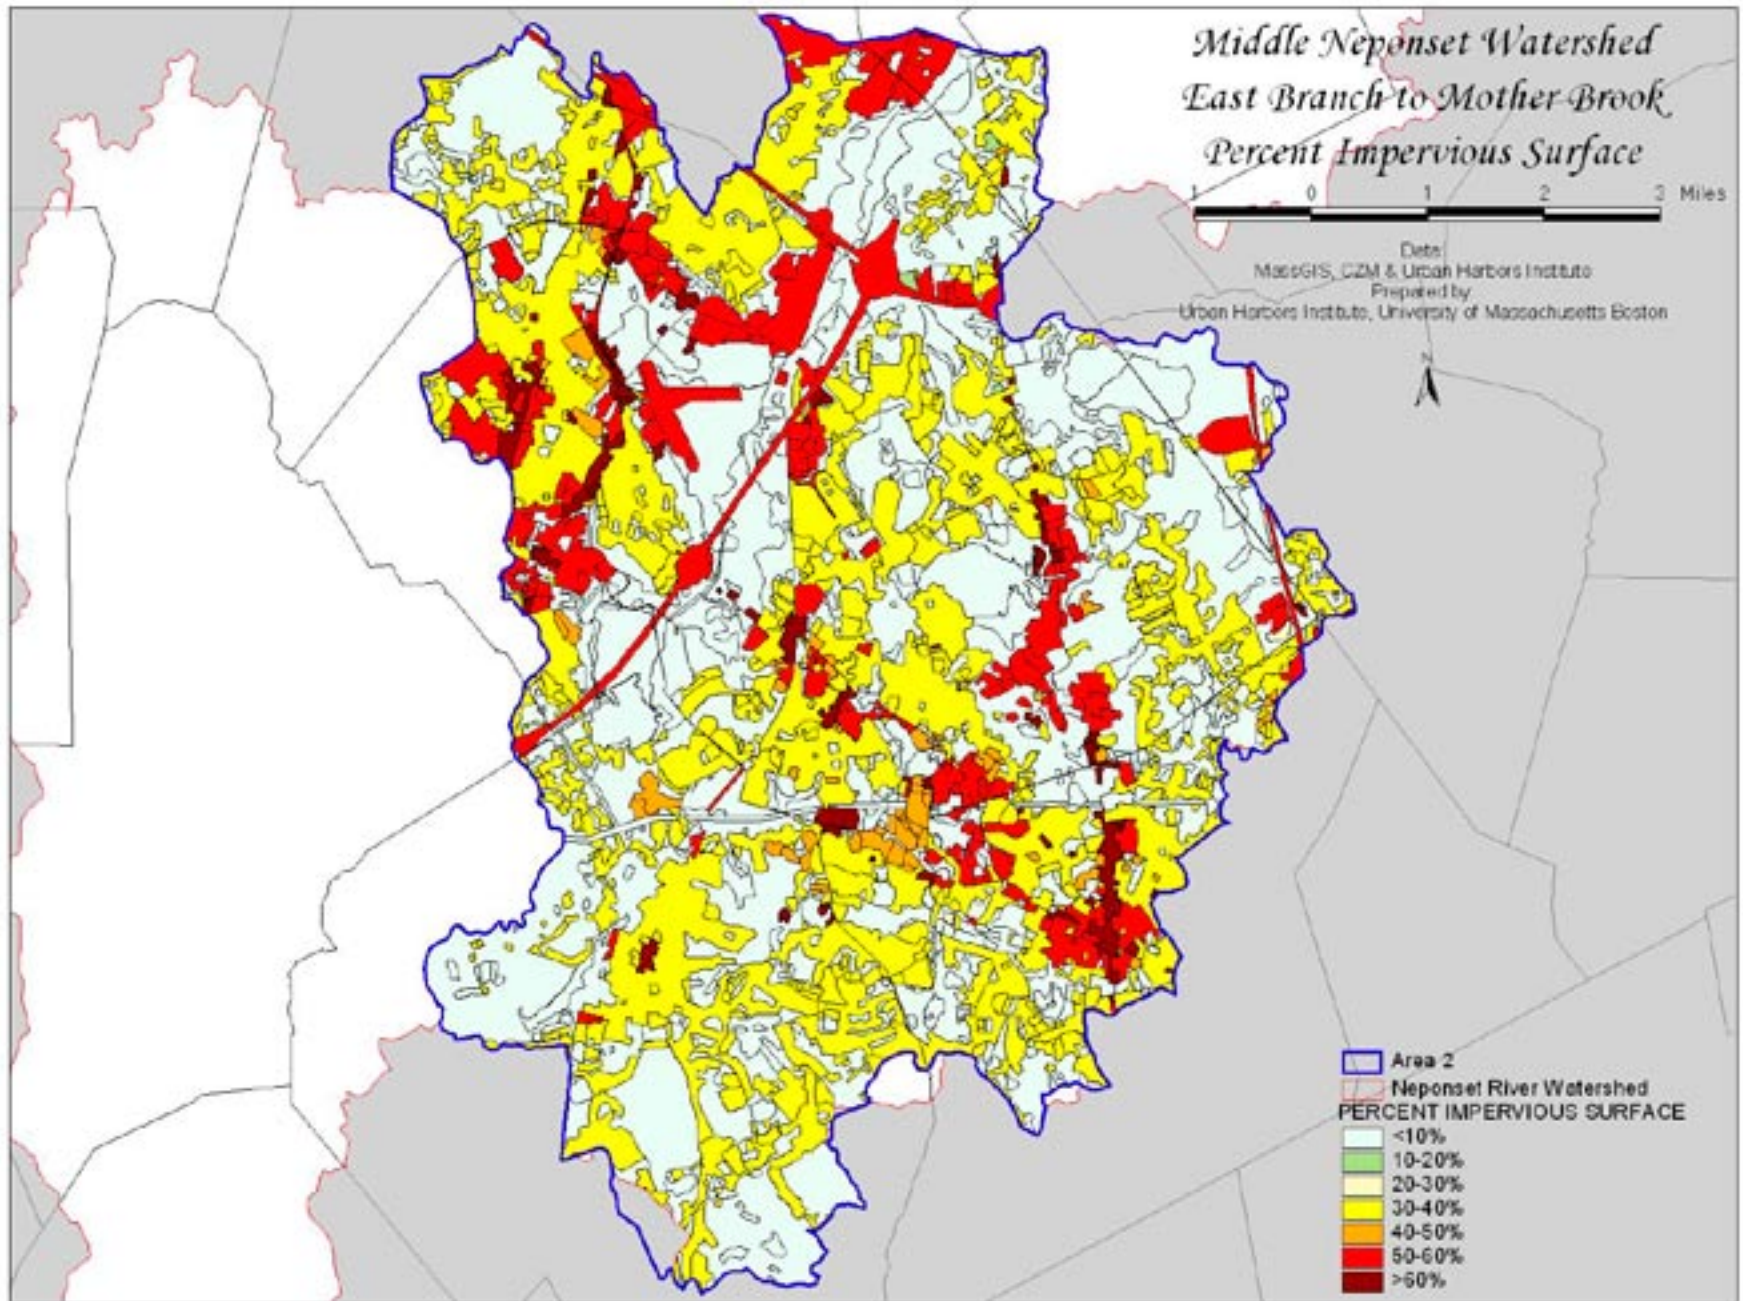 Middle Neponset Watershed
East Branch to Mother Brook
Percent Impervious Surface
1 0 1 2 3 Miles
Data:
MassGIS, CZM & Urban Harbors Institute
Prepared by
Urban Harbors Institute, University of Massachusetts Boston
N
Area 2
Neponset River Watershed
PERCENT IMPERVIOUS SURFACE
<10%
10-20%
20-30%
30-40%
40-50%
50-60%
>60%